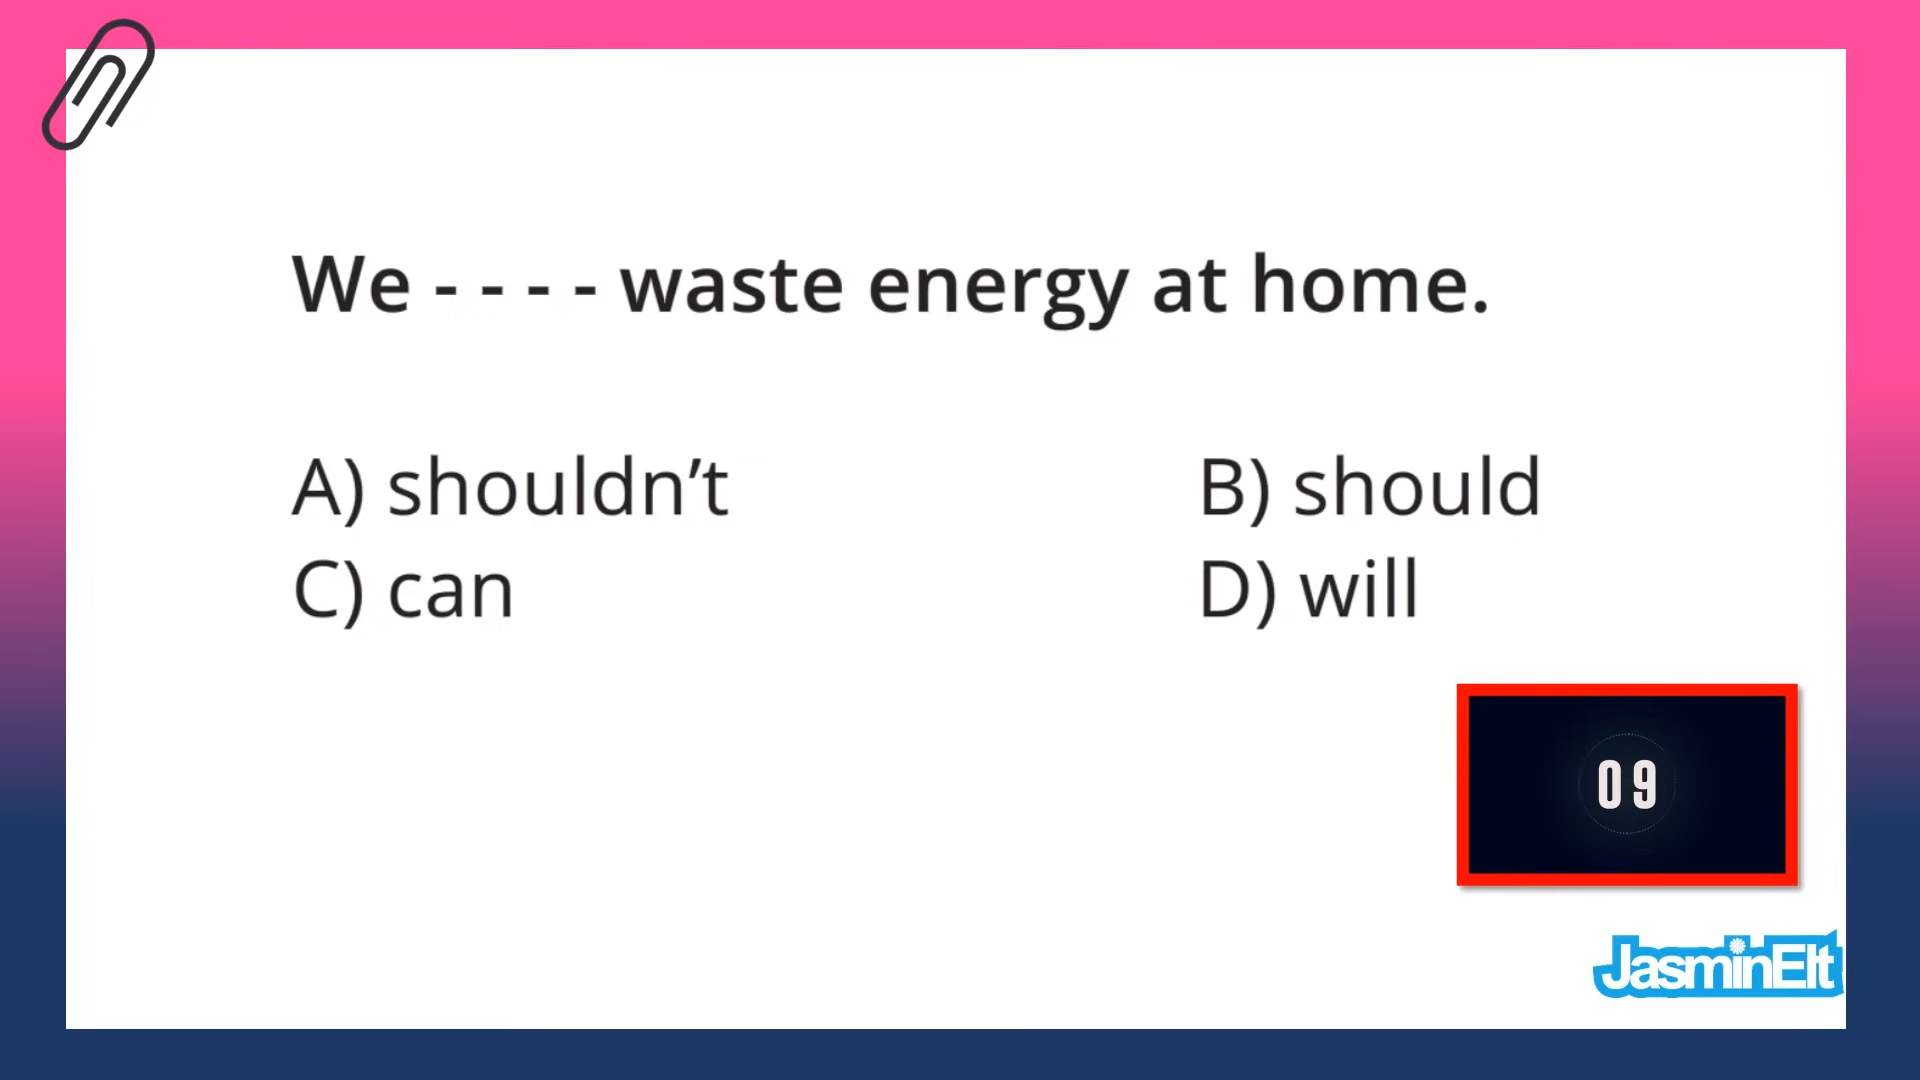 We - - - - waste energy at home.
A) shouldn’t
B) should
C) can
D) will
09
JasminElt